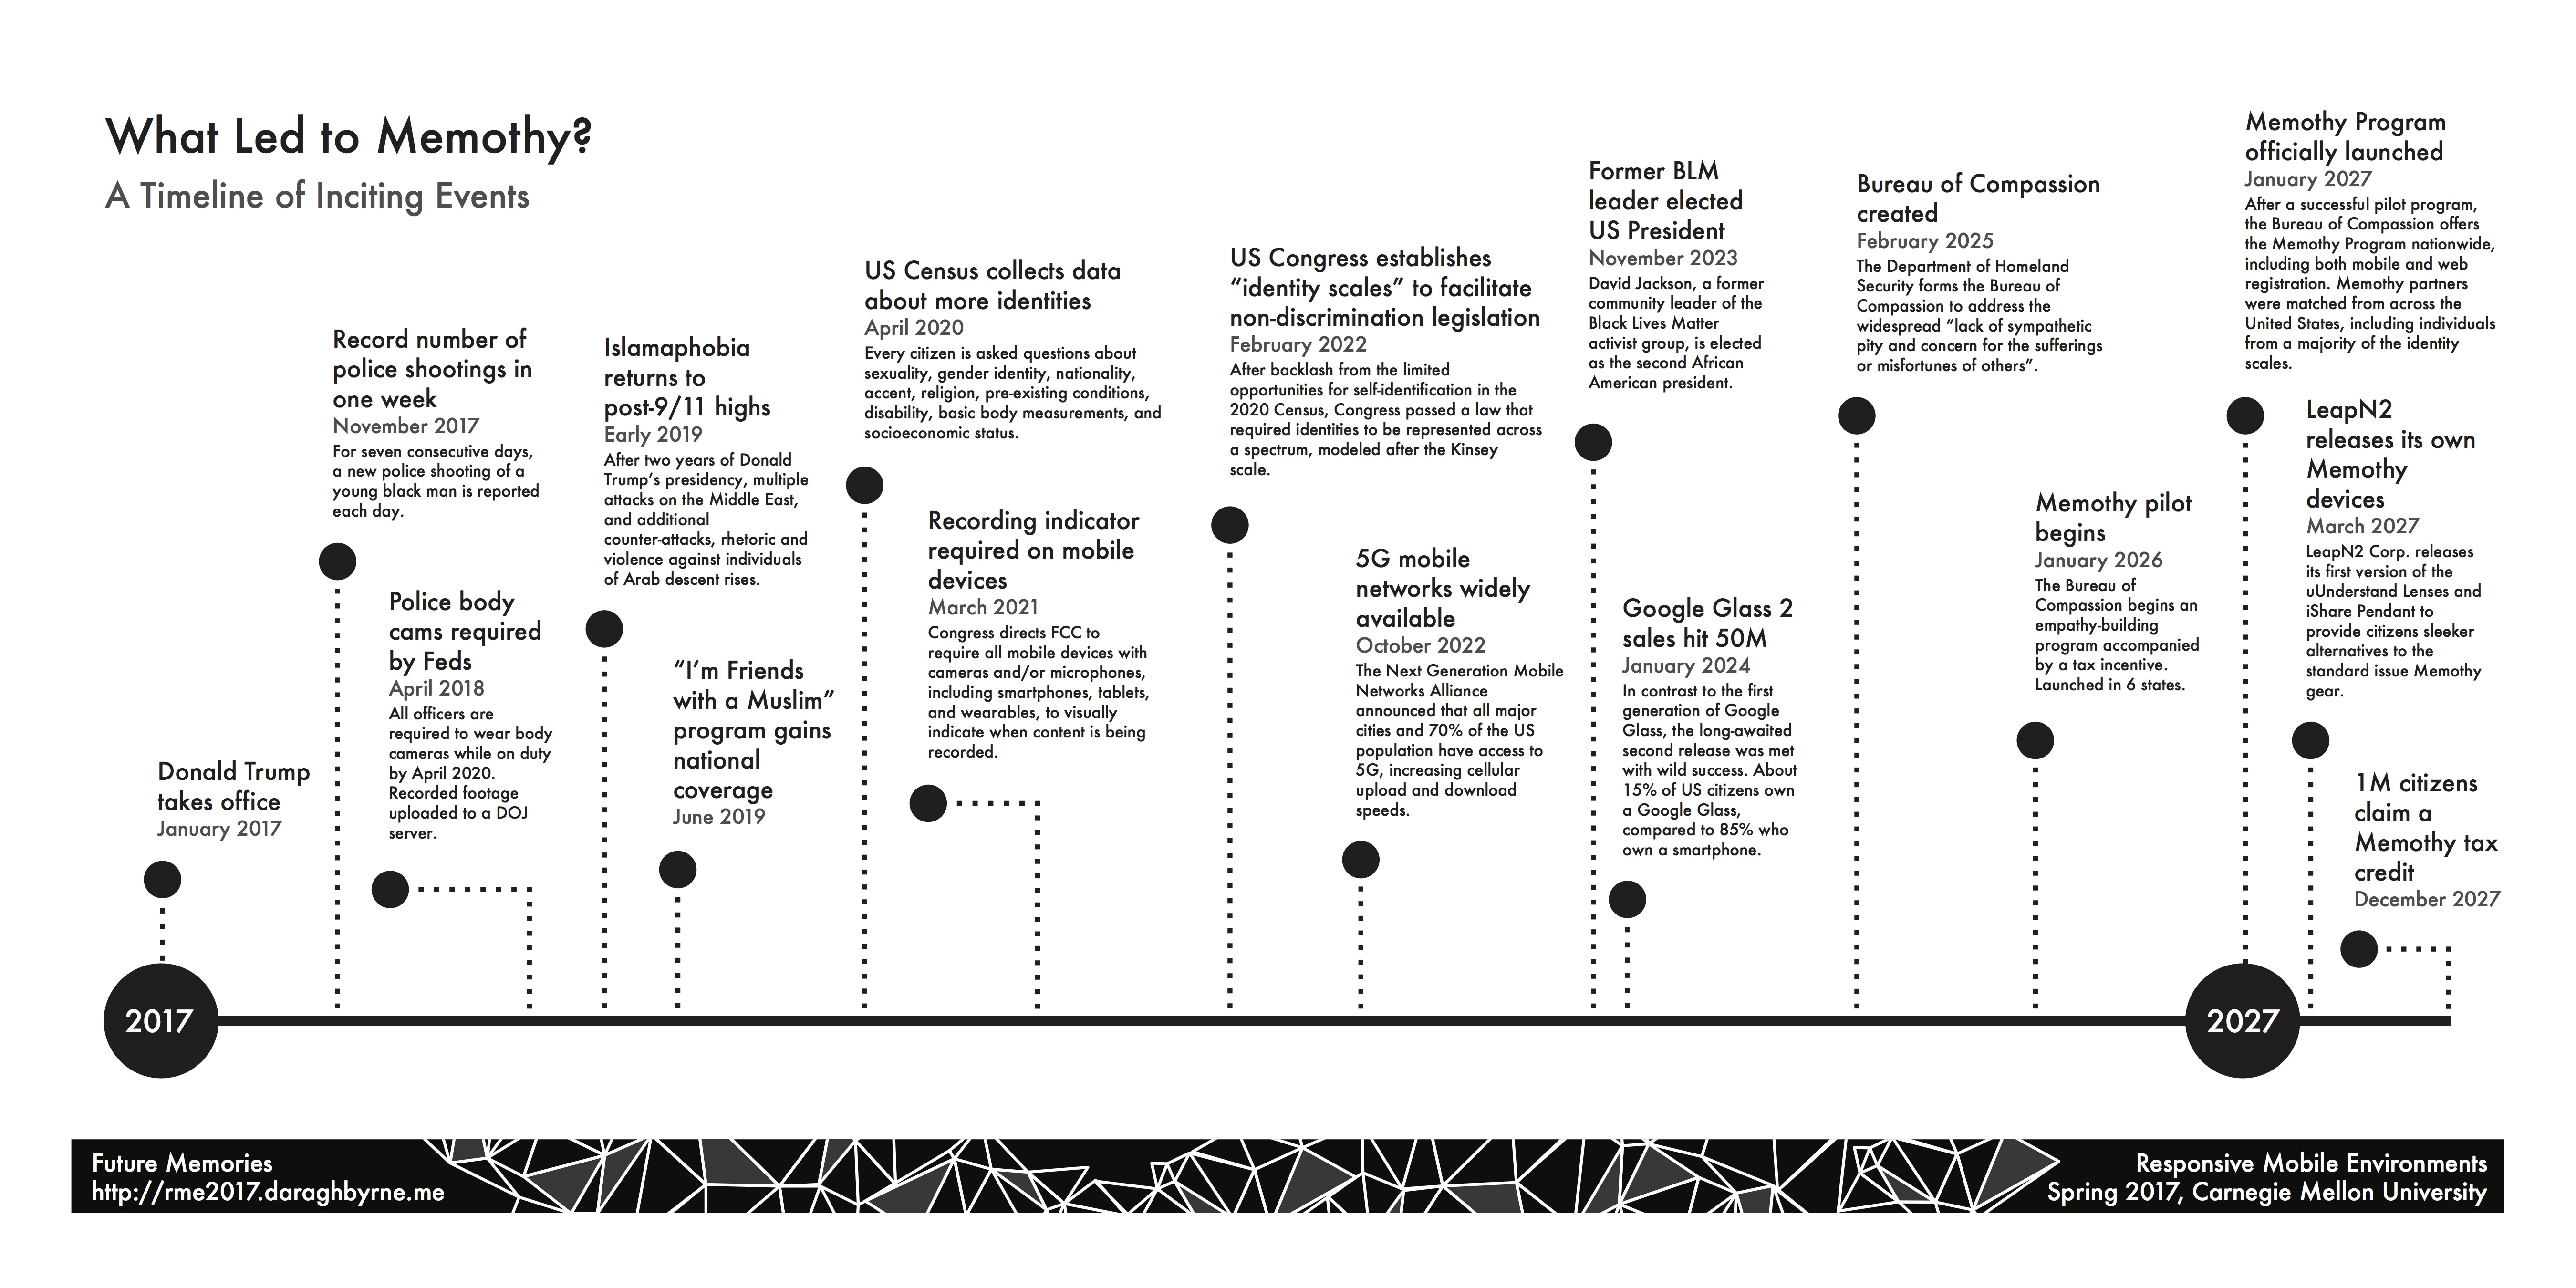 What Led to Memothy?
A Timeline of Inciting Events
Donald Trump
takes office
January 2017
Record number of
police shootings in
one week
November 2017
For seven consecutive days,
a new police shooting of a
young black man is reported
each day.
Police body
cams required
by Feds
April 2018
All officers are
required to wear body
cameras while on duty
by April 2020.
Recorded footage
uploaded to a DOJ
server.
Islamaphobia
returns to
post-9/11 highs
Early 2019
After two years of Donald
Trump's presidency, multiple
attacks on the Middle East,
and additional
counter-attacks, rhetoric and
violence against individuals
of Arab descent rises.
“I'm Friends
with a Muslim”
program gains
national
coverage
June 2019
US Census collects data
about more identities
April 2020
Every citizen is asked questions about
sexuality, gender identity, nationality,
accent, religion, pre-existing conditions,
disability, basic body measurements, and
socioeconomic status.
Recording indicator
required on mobile
devices
March 2021
Congress directs FCC to
require all mobile devices with
cameras and/or microphones,
including smartphones, tablets,
and wearables, to visually
indicate when content is being
recorded.
US Congress establishes
“identity scales” to facilitate
non-discrimination legislation
February 2022
After backlash from the limited
opportunities for self-identification in the
2020 Census, Congress passed a law that
required identities to be represented across
a spectrum, modeled after the Kinsey
scale.
5G mobile
networks widely
available
October 2022
The Next Generation Mobile
Networks Alliance
announced that all major
cities and 70% of the US
population have access to
5G, increasing cellular
upload and download
speeds.
Former BLM
leader elected
US President
November 2023
David Jackson, a former
community leader of the
Black Lives Matter
activist group, is elected
as the second African
American president.
Google Glass 2
sales hit 50M
January 2024
In contrast to the first
generation of Google
Glass, the long-awaited
second release was met
with wild success. About
15% of US citizens own
a Google Glass,
compared to 85% who
own a smartphone.
Bureau of Compassion
created
February 2025
The Department of Homeland
Security forms the Bureau of
Compassion to address the
widespread “lack of sympathetic
pity and concern for the sufferings
or misfortunes of others”.
Memothy pilot
begins
January 2026
The Bureau of
Compassion begins an
empathy-building
program accompanied
by a tax incentive.
Launched in 6 states.
Memothy Program
officially launched
January 2027
After a successful pilot program,
the Bureau of Compassion offers
the Memothy Program nationwide,
including both mobile and web
registration. Memothy partners
were matched from across the
United States, including individuals
from a majority of the identity
scales.
LeapN2
releases its own
Memothy
devices
March 2027
LeapN2 Corp. releases
its first version of the
uUnderstand Lenses and
iShare Pendant to
provide citizens sleeker
alternatives to the
standard issue Memothy
gear.
1M citizens
claim a
Memothy tax
credit
December 2027
2017
2027
Future Memories
http://rme2017.daraghbyrne.me
Responsive Mobile Environments
Spring 2017, Carnegie Mellon University